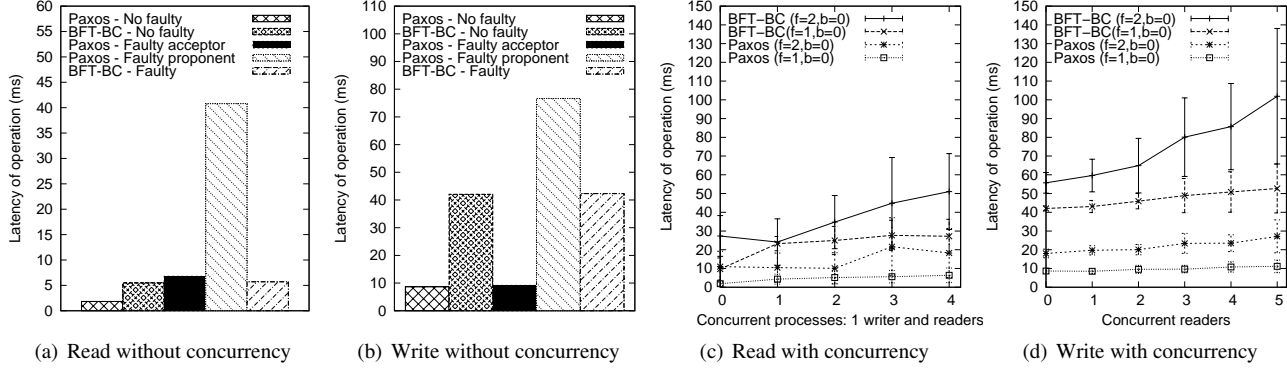 Latency of operation (ms)
60
55
50
45
40
35
30
25
20
15
10
5
0
Paxos - No faulty
BFT-BC - No faulty
Paxos - Faulty acceptor
Paxos - Faulty proponent
BFT-BC - Faulty
(a) Read without concurrency
Latency of operation (ms)
110
100
90
80
70
60
50
40
30
20
10
0
Paxos - No faulty
BFT-BC - No faulty
Paxos - Faulty acceptor
Paxos - Faulty proponent
BFT-BC - Faulty
(b) Write without concurrency
Latency of operation (ms)
150
140
130
120
110
100
90
80
70
60
50
40
30
20
10
0
BFT-BC (f=2,b=0)
BFT-BC(f=1,b=0)
Paxos (f=2,b=0)
Paxos (f=1,b=0)
0 1 2 3 4
Concurrent processes: 1 writer and readers
(c) Read with concurrency
Latency of operation (ms)
150
140
130
120
110
100
90
80
70
60
50
40
30
20
10
0
BFT-BC (f=2,b=0)
BFT-BC(f=1,b=0)
Paxos (f=2,b=0)
Paxos (f=1,b=0)
0 1 2 3 4 5
Concurrent readers
(d) Write with concurrency